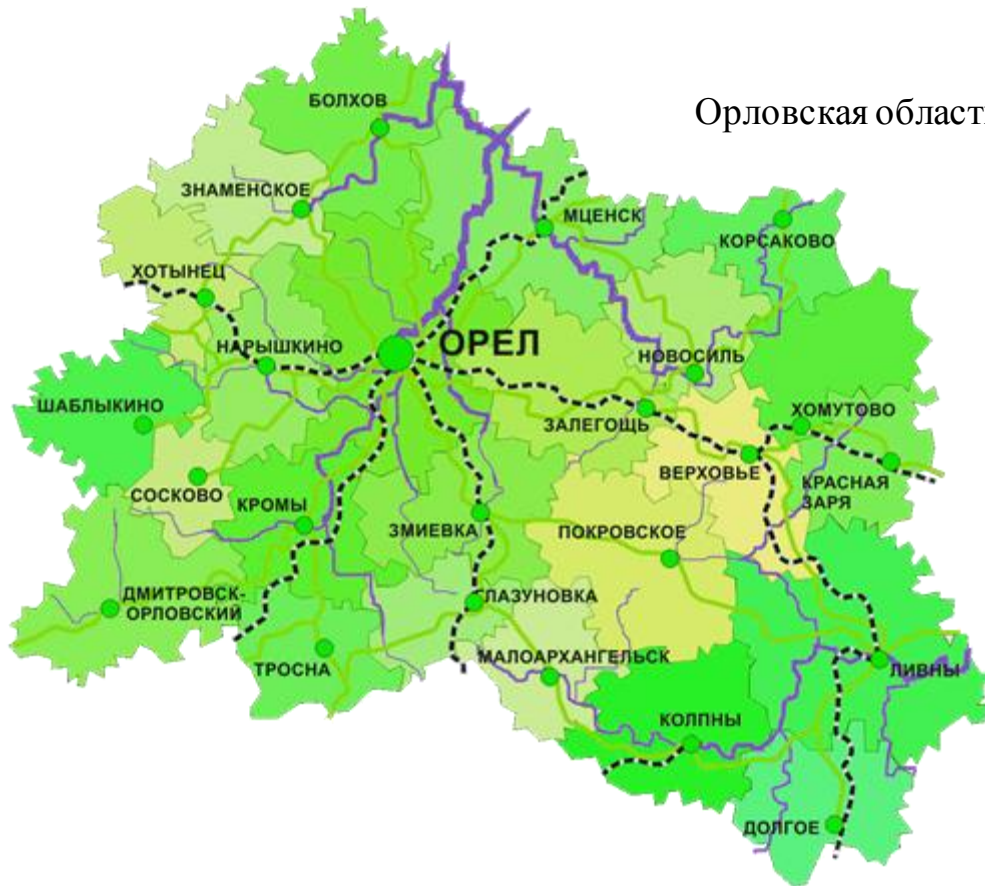 Орловская област
БОЛХОВ
ЗНАМЕНСКОЕ
МЦЕНСК
КОРСАКОВО
ХОТЫНЕЦ
НАРЫШКИНО
ОРЕЛ
НОВОСИЛЬ
ШАБЛЫКИНО
ЗАЛЕГОЩЬ
ХОМУТОВО
СОСКОВО
КРОМЫ
ЗМИЕВКА
ПОКРОВСКОЕ
ВЕРХОВЬЕ
КРАСНАЯ
ЗАРЯ
ДМИТРОВСК-
ОРЛОВСКИЙ
ГЛАЗУНОВКА
ТРОСНА
МАЛОАРХАНГЕЛЬСК
ЛИВНЫ
КОЛПНЫ
ДОЛГОЕ